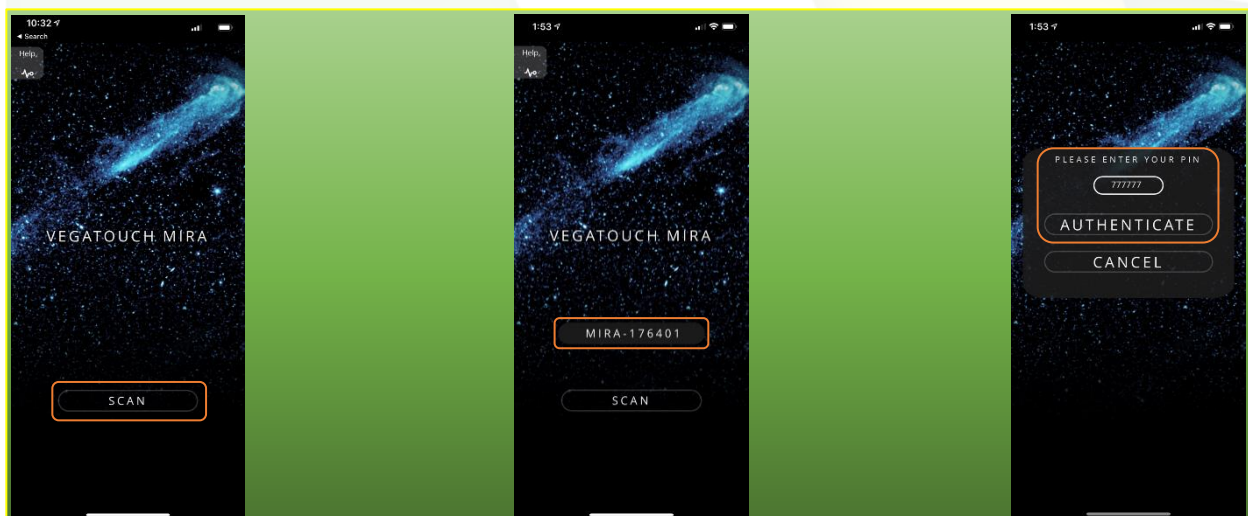 10:32
Search
Help
VEGATOUCH MIRA
SCAN
1:53
Help
VEGATOUCH MIRA
MIRA-176401
SCAN
1:53
PLEASE ENTER YOUR PIN
777777
AUTHENTICATE
CANCEL